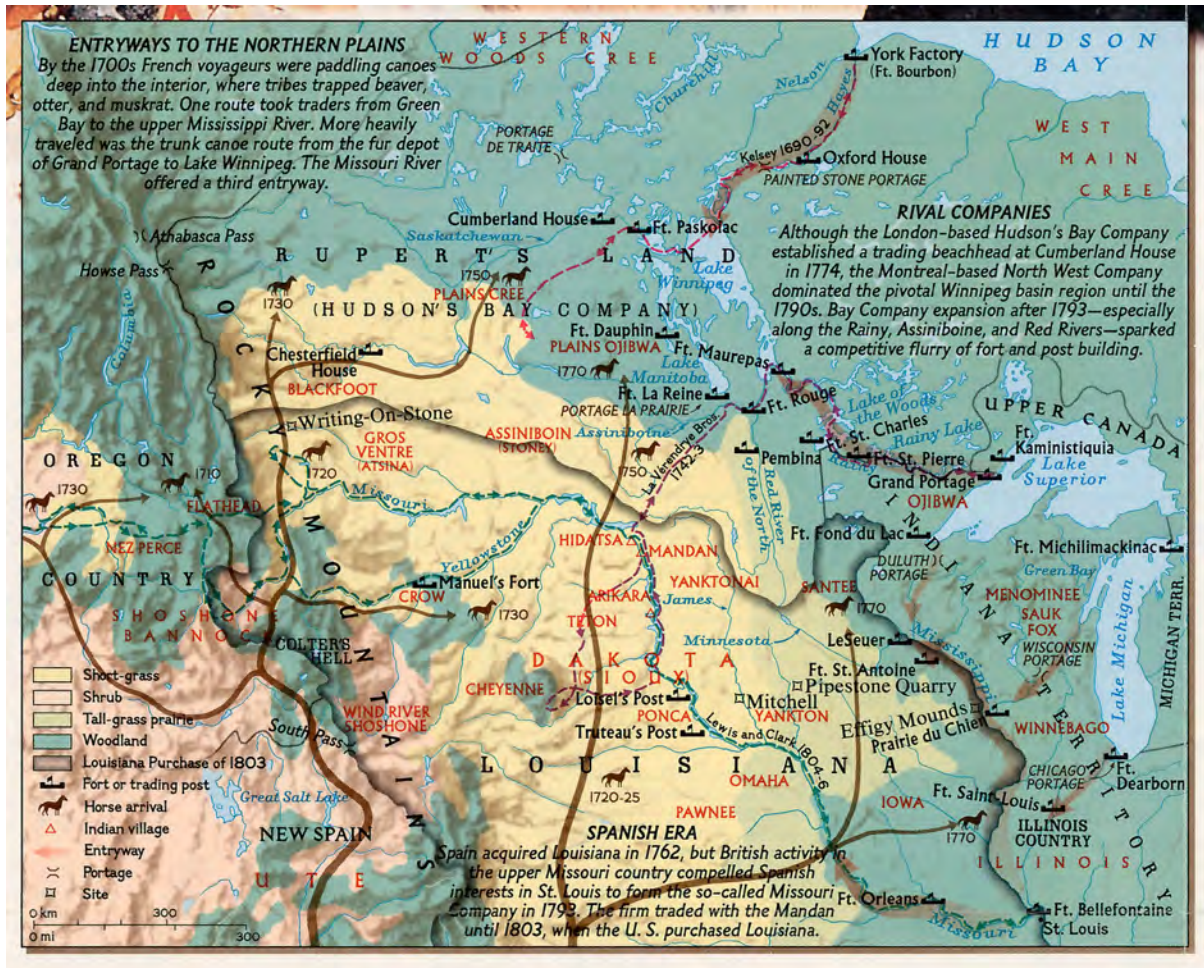 ENTRYWAYS TO THE NORTHERN PLAINS
By the 1700s French voyageurs were paddling canoes
deep into the interior, where tribes trapped beaver,
otter, and muskrat. One route took traders from Green
Bay to the upper Mississippi River. More heavily
traveled was the trunk canoe route from the fur depot
of Grand Portage to Lake Winnipeg. The Missouri River
offered a third entryway.
WESTERN
WOODS CREE
Churchill
Nelson
Hayes
York Factory
(Ft. Bourbon)
HUDSON
BAY
PORTAGE
DE TRAITE
Kelsey 1690-92
Oxford House
PAINTED STONE PORTAGE
WEST
MAIN
CREE
Cumberland House
Saskatchewan
Ft. Paskoiac
Athabasca Pass
Howse Pass
RUPERT'S LAND
(HUDSON'S BAY COMPANY)
Lake
Winnipeg
RIVAL COMPANIES
Although the London-based Hudson's Bay Company
established a trading beachhead at Cumberland House
in 1774, the Montreal-based North West Company
dominated the pivotal Winnipeg basin region until the
1790s. Bay Company expansion after 1793—especially
along the Rainy, Assiniboine, and Red Rivers—sparked
a competitive flurry of fort and post building.
1730
1750
PLAINS CREE
Columbia
Ft. Dauphin
PLAINS OJIBWA
Chesterfield
House
BLACKFOOT
1770
Ft. Maurepas
Lake
Manitoba
Ft. La Reine
PORTAGE LA PRAIRIE
Ft. Rouge
Lake of
the Woods
Rainy Lake
Ft. St. Charles
Rainy
Ft. St. Pierre
UPPER CANADA
Ft.
Kaministiquia
Lake
Superior
Grand Portage
OJIBWA
Writing-On-Stone
ROCKY MOUNTAINS
GROS
VENTRE
(ATSINA)
ASSINIBOIN
(STONEY)
Assiniboine
La Verendrye Bros.
1742-3
1750
Pembina
Red River
of the North
OREGON
COUNTRY
1730
1710
1720
FLATHEAD
NEZ PERCE
Missouri
Yellowstone
HIDATSA
MANDAN
Ft. Fond du Lac
DULUTH
PORTAGE
Ft. Michilimackinac
Green Bay
INDIANA TERRITORY
Manuel's Fort
CROW
1730
YANKTONAI
ARIKARA
James
TETON
SANTEE
1770
MENOMINEE
SAUK
FOX
WISCONSIN
PORTAGE
Lake Michigan
MICHIGAN TERR.
SHOSHONE
BANNOCK
COLTER'S
HELL
Minnesota
LeSeuer
Mississippi
Ft. St. Antoine
DAKOTA
(SIOUX)
CHEYENNE
WIND RIVER
SHOSHONE
South Pass
Loisel's Post
PONCA
Truteau's Post
Mitchell
Pipestone Quarry
YANKTON
Effigy Mounds
Prairie du Chien
WINNEBAGO
Lewis and Clark 1804-6
LOUISIANA
OMAHA
1720-25
PAWNEE
IOWA
1770
CHICAGO
PORTAGE
Ft.
Dearborn
Ft. Saint-Louis
ILLINOIS
COUNTRY
ILLINOIS
Short-grass
Shrub
Tall-grass prairie
Woodland
Louisiana Purchase of 1803
Fort or trading post
Horse arrival
Indian village
Entryway
Portage
Site
0 km 300
0 mi 300
Great Salt Lake
NEW SPAIN
UTE
SPANISH ERA
Spain acquired Louisiana in 1762, but British activity in
the upper Missouri country compelled Spanish
interests in St. Louis to form the so-called Missouri
Company in 1793. The firm traded with the Mandan
until 1803, when the U. S. purchased Louisiana.
Ft. Orleans
Missouri
Ft. Bellefontaine
St. Louis